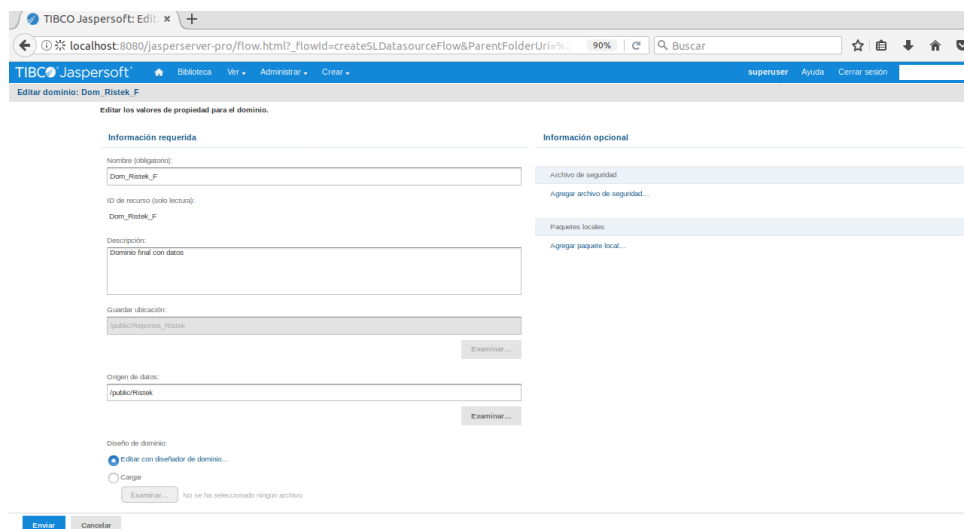 TIBCO Jaspersoft: Edit
localhost:8080/jasperserver-pro/flow.html?_flowId=createSLDatasourceFlow&ParentFolderUri=%
90%
Buscar
TIBCO Jaspersoft
Biblioteca Ver Administrar Crear
superuser Ayuda Cerrar sesión
Editar dominio: Dom_Ristek_F
Editar los valores de propiedad para el dominio.
Información requerida
Nombre (obligatorio):
Dom_Ristek_F
ID de recurso (solo lectura):
Dom_Ristek_F
Descripción:
Dominio final con datos
Guardar ubicación:
/public/Reportes_Ristek
Examinar...
Origen de datos:
/public/Ristek
Examinar...
Diseño de dominio:
Editar con diseñador de dominio...
Cargar
Examinar... No se ha seleccionado ningún archivo.
Información opcional
Archivo de seguridad
Agregar archivo de seguridad...
Paquetes locales
Agregar paquete local...
Enviar Cancelar